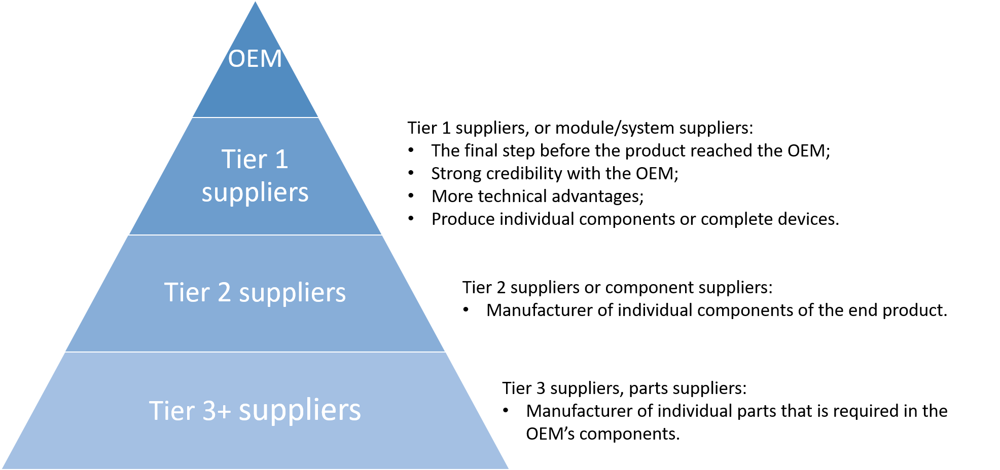 OEM
Tier 1
suppliers
Tier 1 suppliers, or module/system suppliers:
• The final step before the product reached the OEM;
• Strong credibility with the OEM;
• More technical advantages;
• Produce individual components or complete devices.
Tier 2 suppliers
Tier 2 suppliers or component suppliers:
• Manufacturer of individual components of the end product.
Tier 3+ suppliers
Tier 3 suppliers, parts suppliers:
• Manufacturer of individual parts that is required in the
OEM’s components.